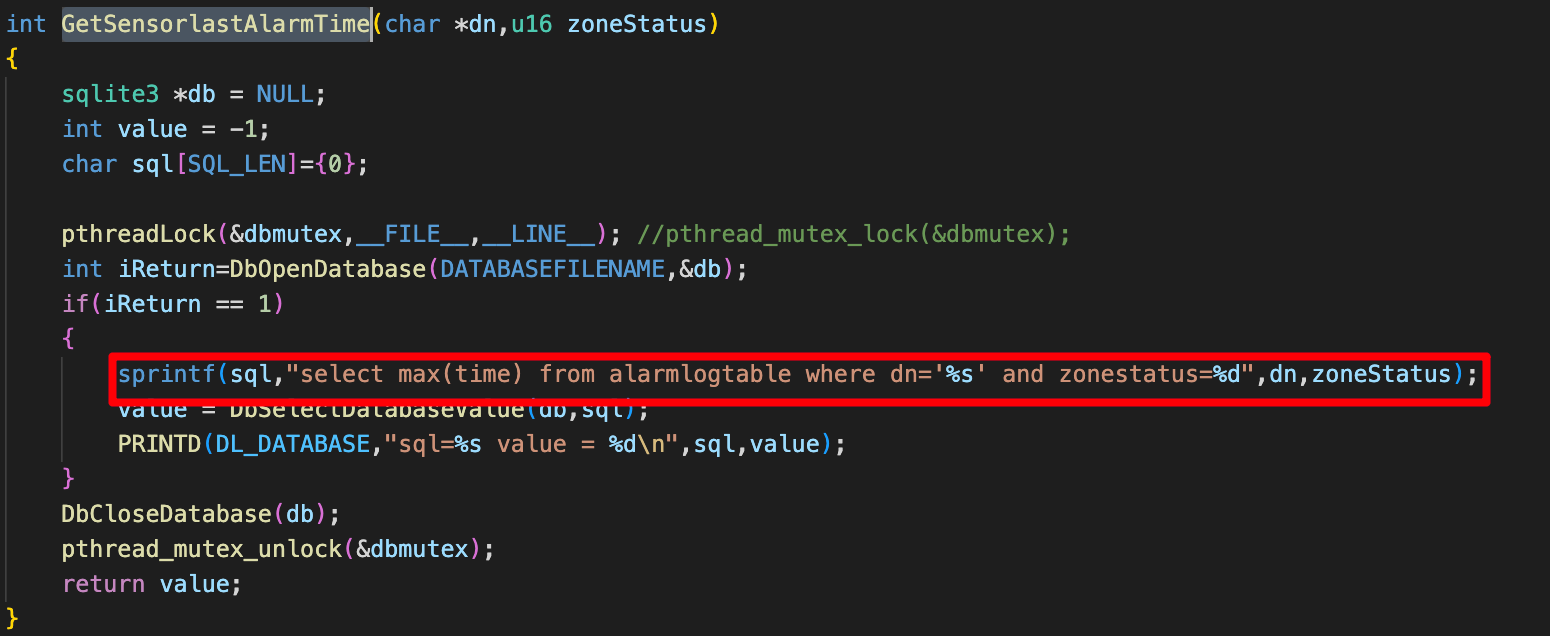 int GetSensorlastAlarmTime(char *dn,u16 zoneStatus)
{
sqlite3 *db = NULL;
int value = -1;
char sql[SQL_LEN]={0};
pthreadLock(&dbmutex,__FILE__,__LINE__); //pthread_mutex_lock(&dbmutex);
int iReturn=DbOpenDatabase(DATABASEFILENAME,&db);
if(iReturn == 1)
{
sprintf(sql,"select max(time) from alarmlogtable where dn='%s' and zonestatus=%d",dn,zoneStatus);
value = DbSelectDatabaseValue(db,sql);
PRINTD(DL_DATABASE,"sql=%s value = %d\n",sql,value);
}
DbCloseDatabase(db);
pthread_mutex_unlock(&dbmutex);
return value;
}